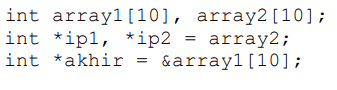 int array1[10], array2[10];
int *ip1, *ip2 = array2;
int *akhir = &array1[10];